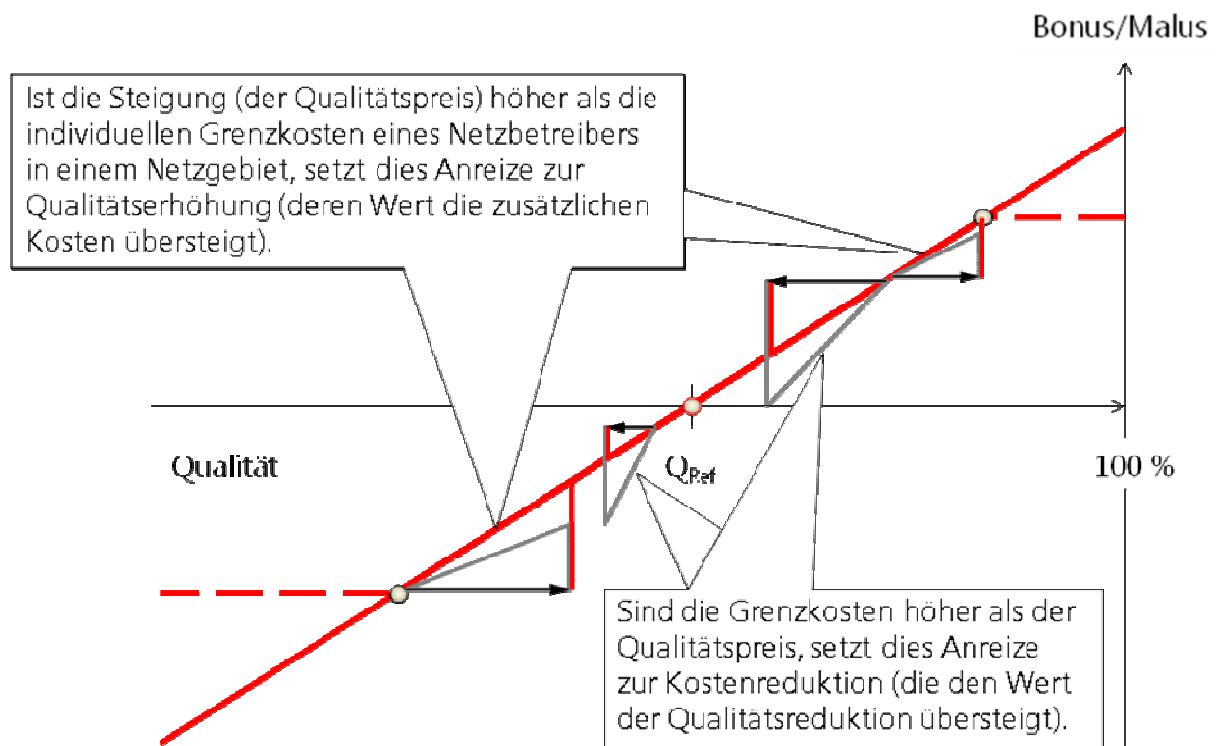 Bonus/Malus
Ist die Steigung (der Qualitätspreis) höher als die
individuellen Grenzkosten eines Netzbetreibers
in einem Netzgebiet, setzt dies Anreize zur
Qualitätserhöhung (deren Wert die zusätzlichen
Kosten übersteigt).
Qualität
Q_Ref
100 %
Sind die Grenzkosten höher als der
Qualitätspreis, setzt dies Anreize
zur Kostenreduktion (die den Wert
der Qualitätsreduktion übersteigt).